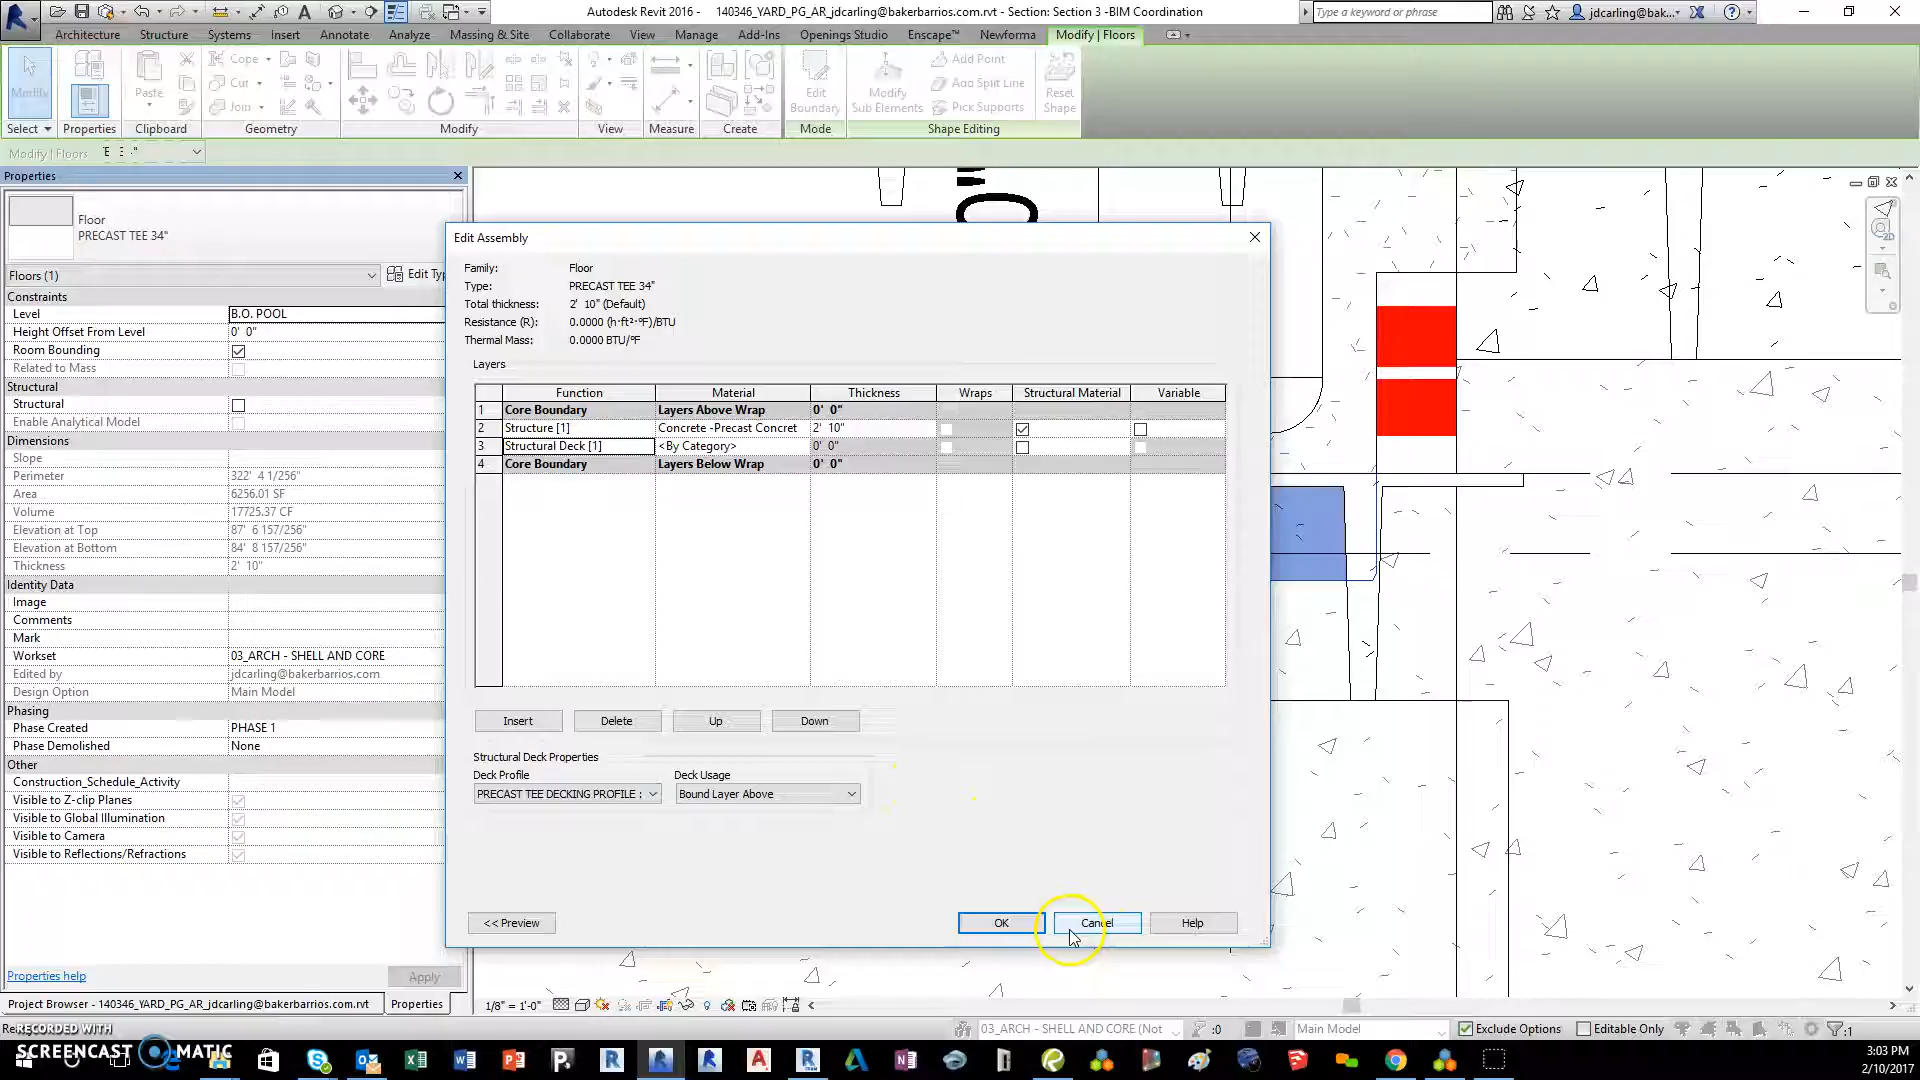 Autodesk Revit 2016 - 140346_YARD_PG_AR_jdcarling@bakerbarrios.com.rvt - Section: Section 3 -BIM Coordination
Type a keyword or phrase
jdcarling@bak...
Architecture Structure Systems Insert Annotate Analyze Massing & Site Collaborate View Manage Add-Ins Openings Studio Enscape™ Newforma Modify | Floors
Modify
Paste
Cope
Cut
Join
Edit Boundary
Modify Sub Elements
Add Point
Add Split Line
Pick Supports
Reset Shape
Select Properties Clipboard Geometry Modify View Measure Create Mode Shape Editing
Modify | Floors
Properties
Floor
PRECAST TEE 34"
Floors (1)
Edit Typ
Constraints
Level B.O. POOL
Height Offset From Level 0' 0"
Room Bounding
Related to Mass
Structural
Structural
Enable Analytical Model
Dimensions
Slope
Perimeter 322' 4 1/256"
Area 6256.01 SF
Volume 17725.37 CF
Elevation at Top 87' 6 157/256"
Elevation at Bottom 84' 8 157/256"
Thickness 2' 10"
Identity Data
Image
Comments
Mark
Workset 03_ARCH - SHELL AND CORE
Edited by jdcarling@bakerbarrios.com
Design Option Main Model
Phasing
Phase Created PHASE 1
Phase Demolished None
Other
Construction_Schedule_Activity
Visible to Z-clip Planes
Visible to Global Illumination
Visible to Camera
Visible to Reflections/Refractions
Properties help
Apply
Project Browser - 140346_YARD_PG_AR_jdcarling@bakerbarrios.com.rvt
Properties
Edit Assembly
Family: Floor
Type: PRECAST TEE 34"
Total thickness: 2' 10" (Default)
Resistance (R): 0.0000 (h·ft²·°F)/BTU
Thermal Mass: 0.0000 BTU/°F
Layers
Function Material Thickness Wraps Structural Material Variable
1 Core Boundary Layers Above Wrap 0' 0"
2 Structure [1] Concrete -Precast Concret 2' 10"
3 Structural Deck [1] <By Category> 0' 0"
4 Core Boundary Layers Below Wrap 0' 0"
Insert Delete Up Down
Structural Deck Properties
Deck Profile Deck Usage
PRECAST TEE DECKING PROFILE : Bound Layer Above
<< Preview OK Cancel Help
1/8" = 1'-0"
03_ARCH - SHELL AND CORE (Not
:0
Main Model
Exclude Options
Editable Only
:1
RECORDED WITH
SCREENCAST MATIC
3:03 PM
2/10/2017